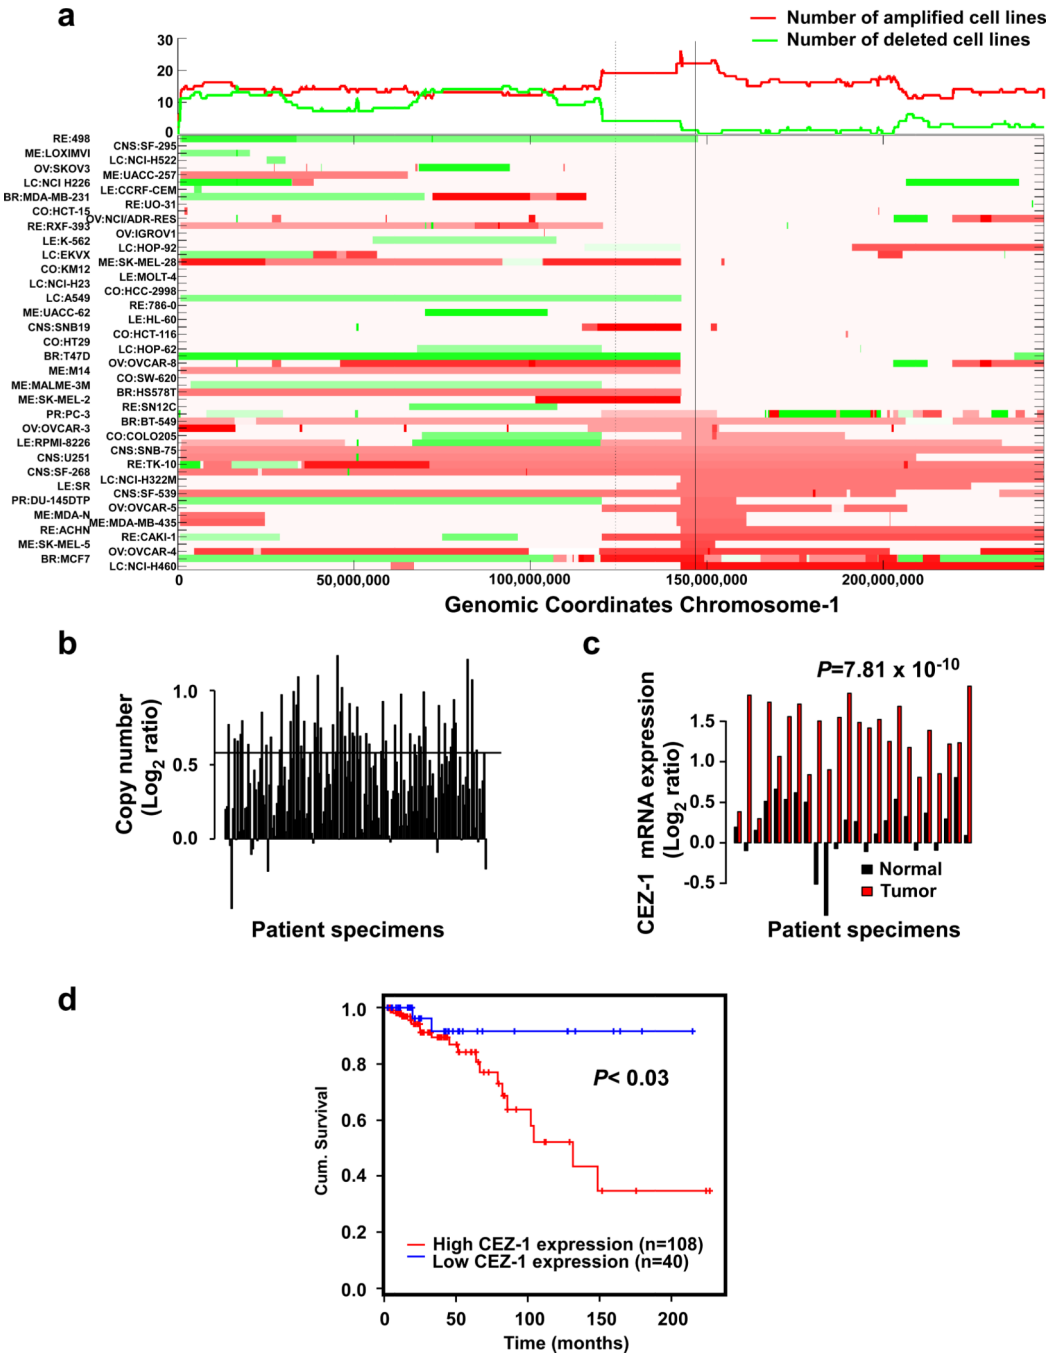 a
Number of amplified cell lines
Number of deleted cell lines
30
20
10
0
RE:498
CNS:SF-295
ME:LOXIMVI
LC:NCI-H522
OV:SKOV3
ME:UACC-257
LC:NCI H226
LE:CCRF-CEM
BR:MDA-MB-231
RE:UO-31
CO:HCT-15
OV:NCI/ADR-RES
RE:RXF-393
OV:IGROV1
LE:K-562
LC:HOP-92
LC:EKVX
ME:SK-MEL-28
CO:KM12
LE:MOLT-4
LC:NCI-H23
CO:HCC-2998
LC:A549
RE:786-0
ME:UACC-62
LE:HL-60
CNS:SNB19
CO:HCT-116
CO:HT29
LC:HOP-62
BR:T47D
OV:OVCAR-8
ME:M14
CO:SW-620
ME:MALME-3M
BR:HS578T
ME:SK-MEL-2
RE:SN12C
PR:PC-3
BR:BT-549
OV:OVCAR-3
CO:COLO205
LE:RPMI-8226
CNS:SNB-75
CNS:U251
RE:TK-10
CNS:SF-268
LC:NCI-H322M
LE:SR
CNS:SF-539
PR:DU-145DTP
OV:OVCAR-5
ME:MDA-N
ME:MDA-MB-435
RE:ACHN
RE:CAKI-1
ME:SK-MEL-5
OV:OVCAR-4
BR:MCF7
LC:NCI-H460
0 50,000,000 100,000,000 150,000,000 200,000,000
Genomic Coordinates Chromosome-1
b
Copy number
(Log2 ratio)
1.0
0.5
0.0
Patient specimens
c
P=7.81 x 10-10
CEZ-1 mRNA expression
(Log2 ratio)
1.5
1.0
0.5
0.0
-0.5
Normal
Tumor
Patient specimens
d
Cum. Survival
1.0
0.8
0.6
0.4
0.2
0.0
P< 0.03
High CEZ-1 expression (n=108)
Low CEZ-1 expression (n=40)
0 50 100 150 200
Time (months)